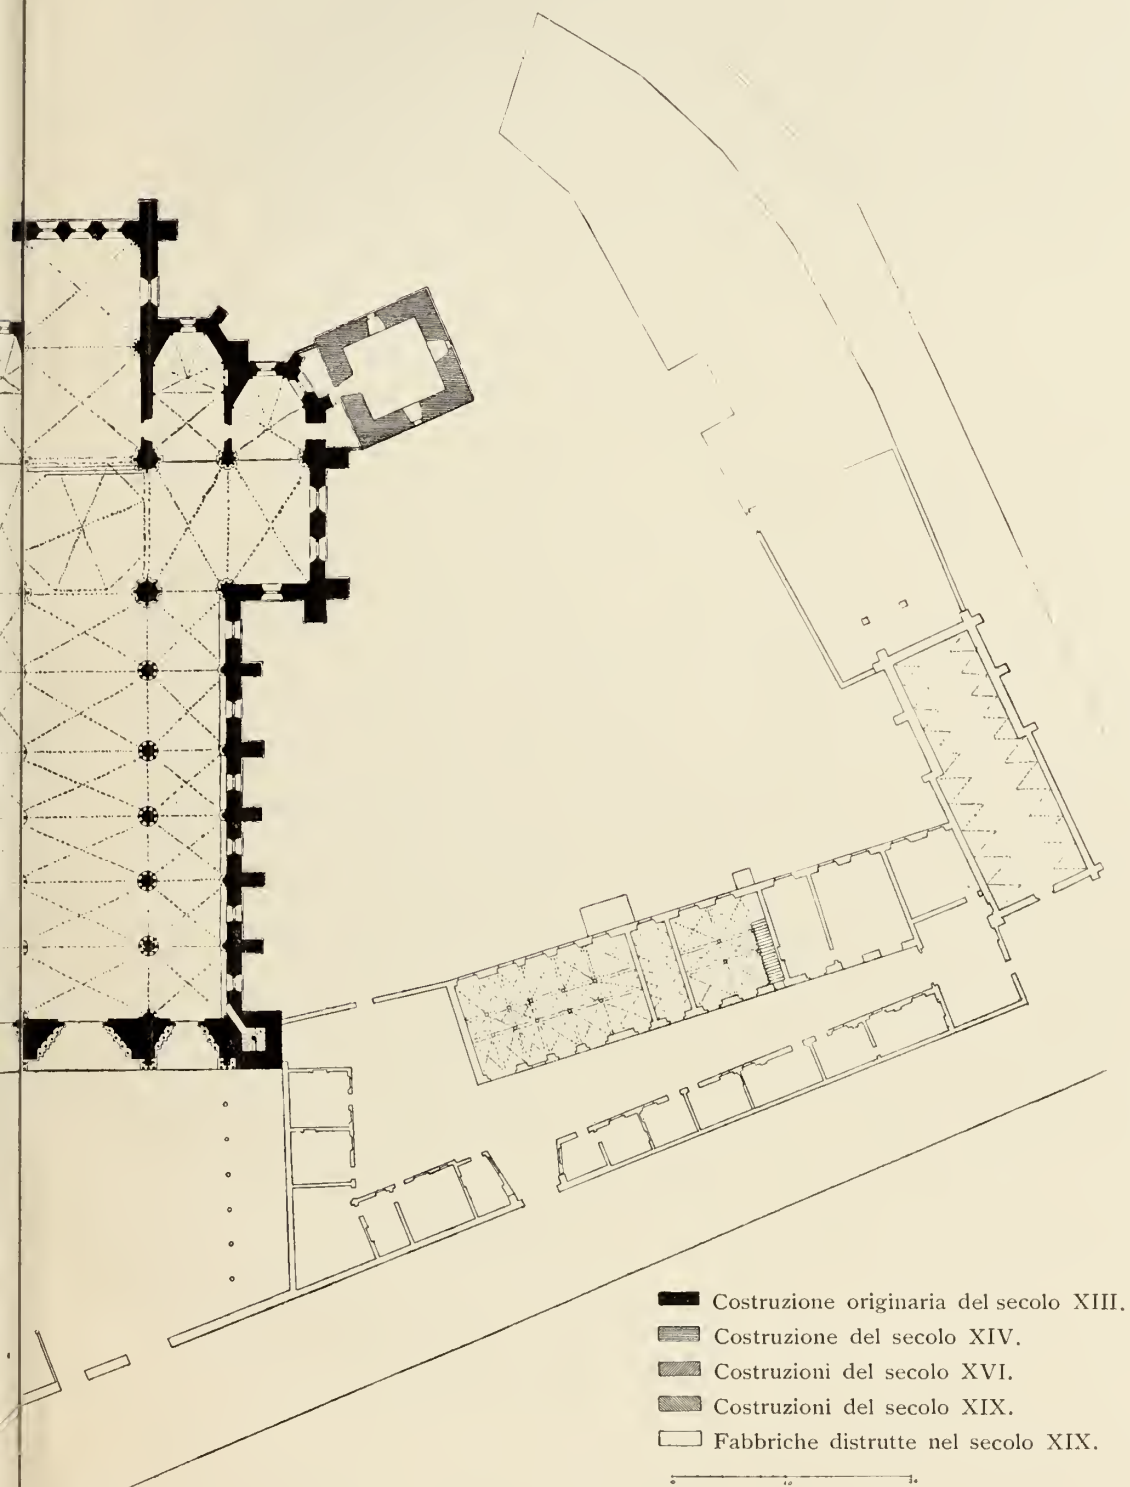 Costruzione originaria del secolo XIII.
Costruzione del secolo XIV.
Costruzioni del secolo XVI.
Costruzioni del secolo XIX.
Fabbriche distrutte nel secolo XIX.
0